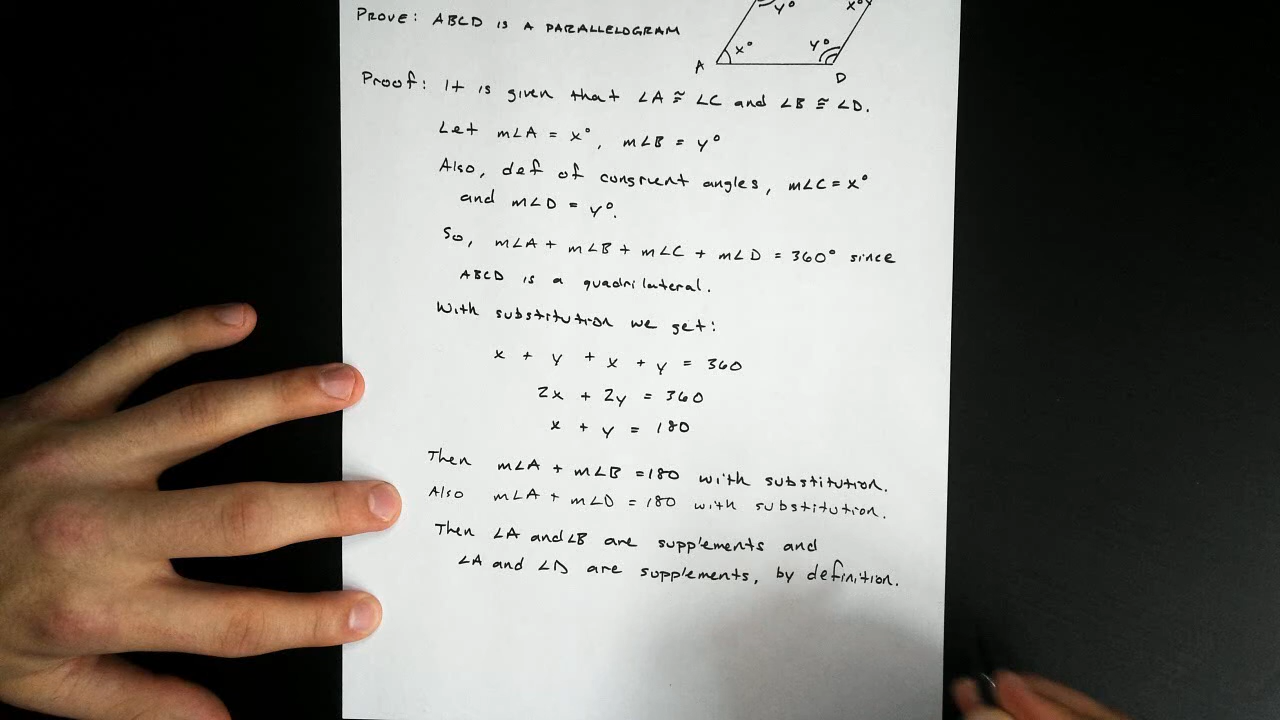 y° x°
PROVE: ABCD IS A PARALLELOGRAM
x° y°
A D
Proof: It is given that ∠A ≅ ∠C and ∠B ≅ ∠D.
Let m∠A = x°, m∠B = y°
Also, def of congruent angles, m∠C = x°
and m∠D = y°.
So, m∠A + m∠B + m∠C + m∠D = 360° since
ABCD is a quadrilateral.
With substitution we get:
x + y + x + y = 360
2x + 2y = 360
x + y = 180
Then m∠A + m∠B = 180 with substitution.
Also m∠A + m∠D = 180 with substitution.
Then ∠A and ∠B are supplements and
∠A and ∠D are supplements, by definition.